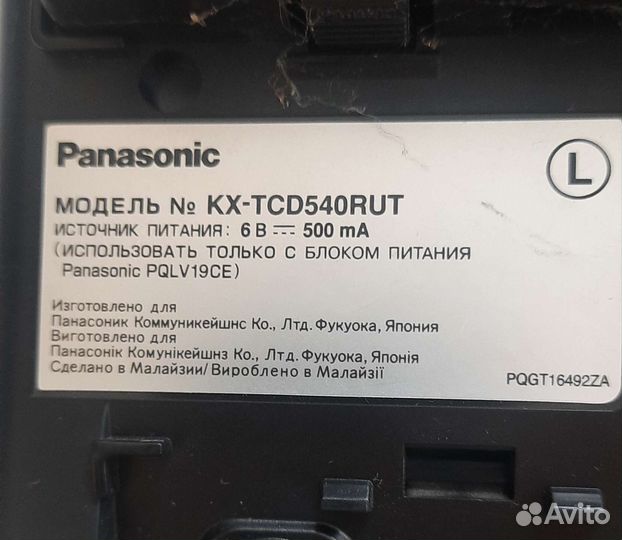 Panasonic
L
МОДЕЛЬ № KX-TCD540RUT
ИСТОЧНИК ПИТАНИЯ: 6 В ⎓ 500 mA
(ИСПОЛЬЗОВАТЬ ТОЛЬКО С БЛОКОМ ПИТАНИЯ
Panasonic PQLV19CE)
Изготовлено для
Панасоник Коммуникейшнс Ко., Лтд. Фукуока, Япония
Виготовлено для
Панасонік Комунікейшнз Ко., Лтд. Фукуока, Японія
Сделано в Малайзии/ Вироблено в Малайзії
PQGT16492ZA
Avito